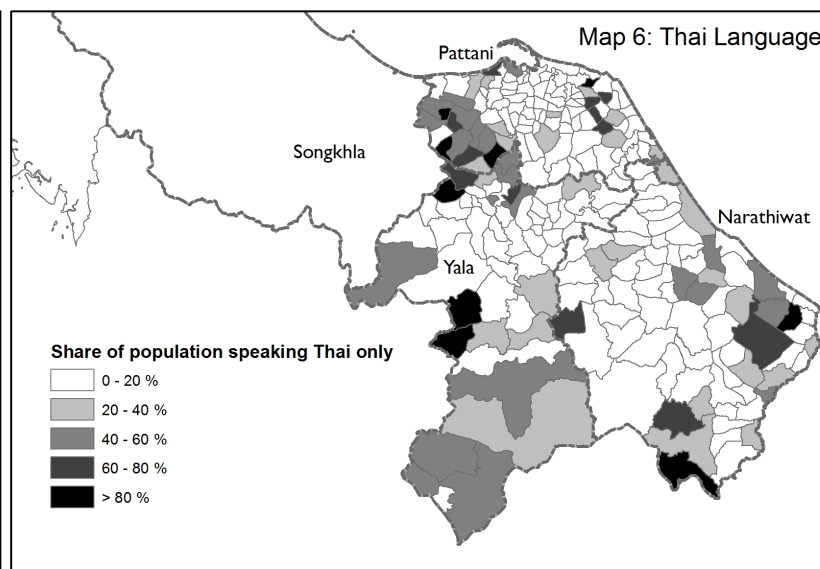 Map 6: Thai Language
Pattani
Songkhla
Narathiwat
Yala
Share of population speaking Thai only
0 - 20 %
20 - 40 %
40 - 60 %
60 - 80 %
> 80 %